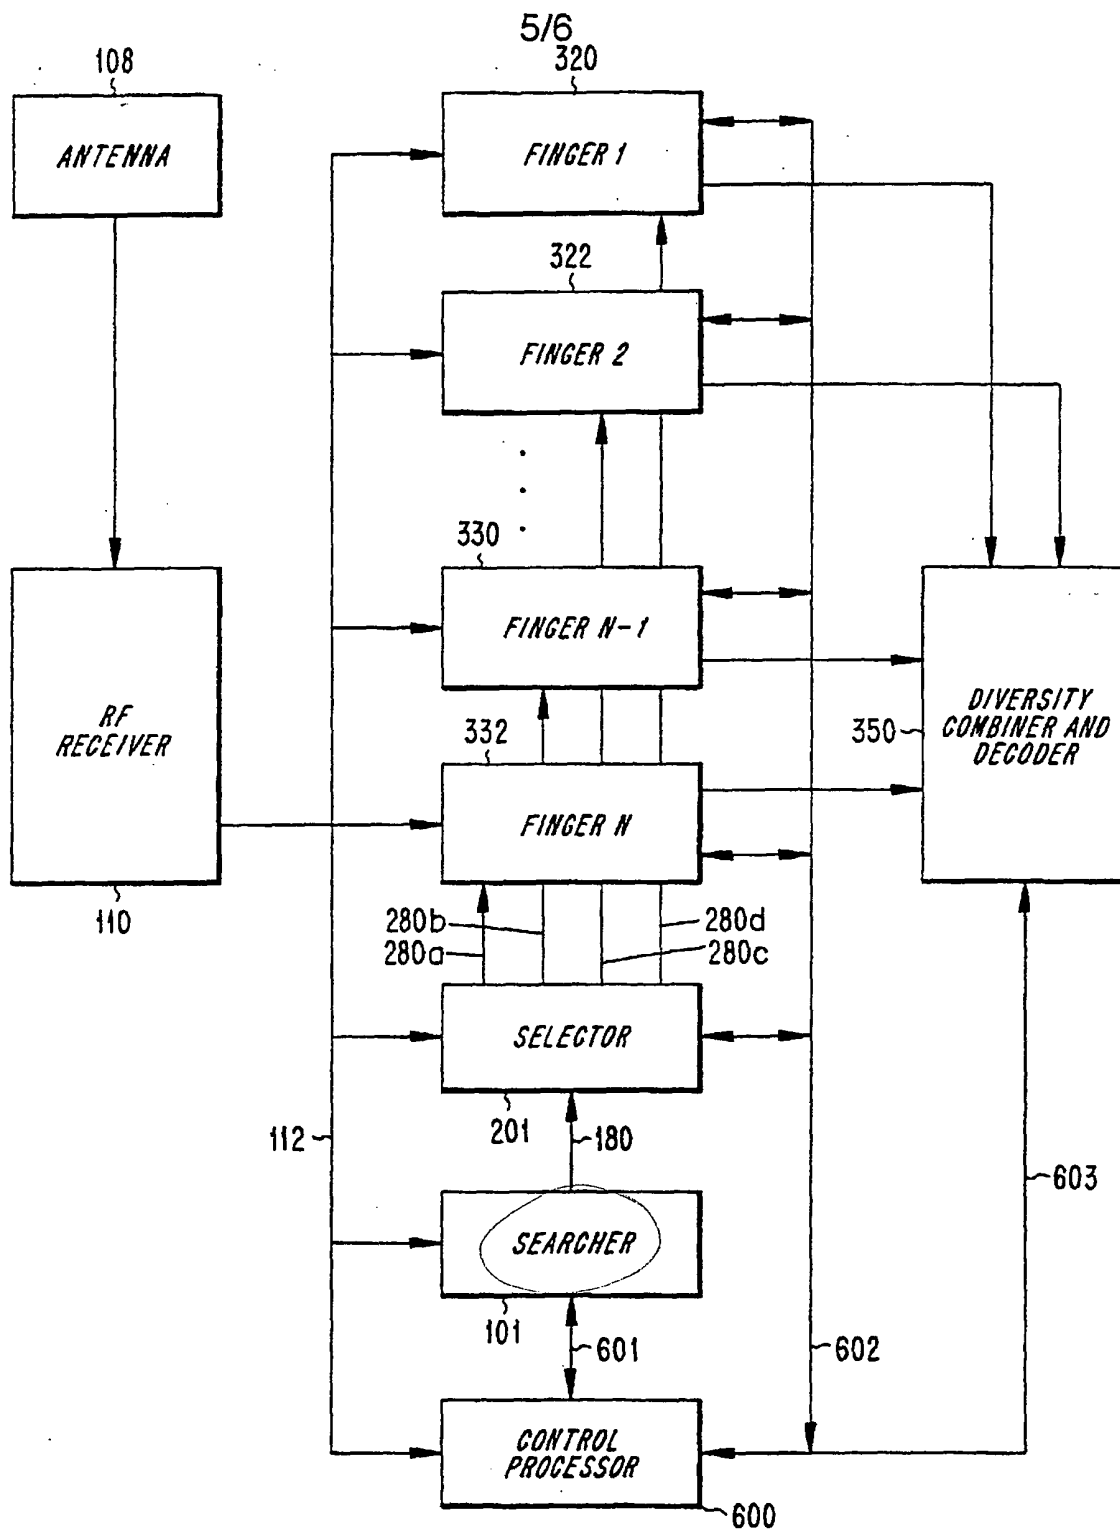 5/6
108
320
ANTENNA
FINGER 1
322
FINGER 2
330
FINGER N-1
RF
RECEIVER
332
350
DIVERSITY
COMBINER AND
DECODER
FINGER N
110
280b
280d
280a
280c
SELECTOR
201
180
112
603
SEARCHER
101
601
602
CONTROL
PROCESSOR
600